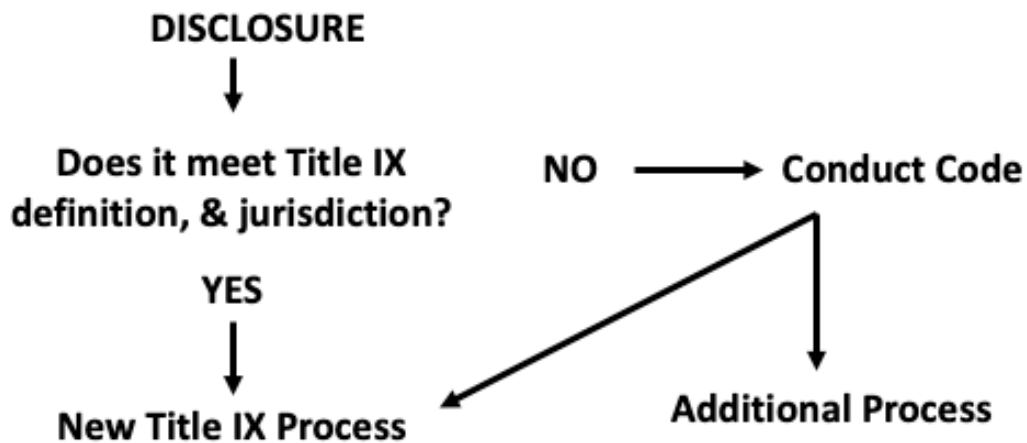 DISCLOSURE
Does it meet Title IX
definition, & jurisdiction?
NO
Conduct Code
YES
New Title IX Process
Additional Process